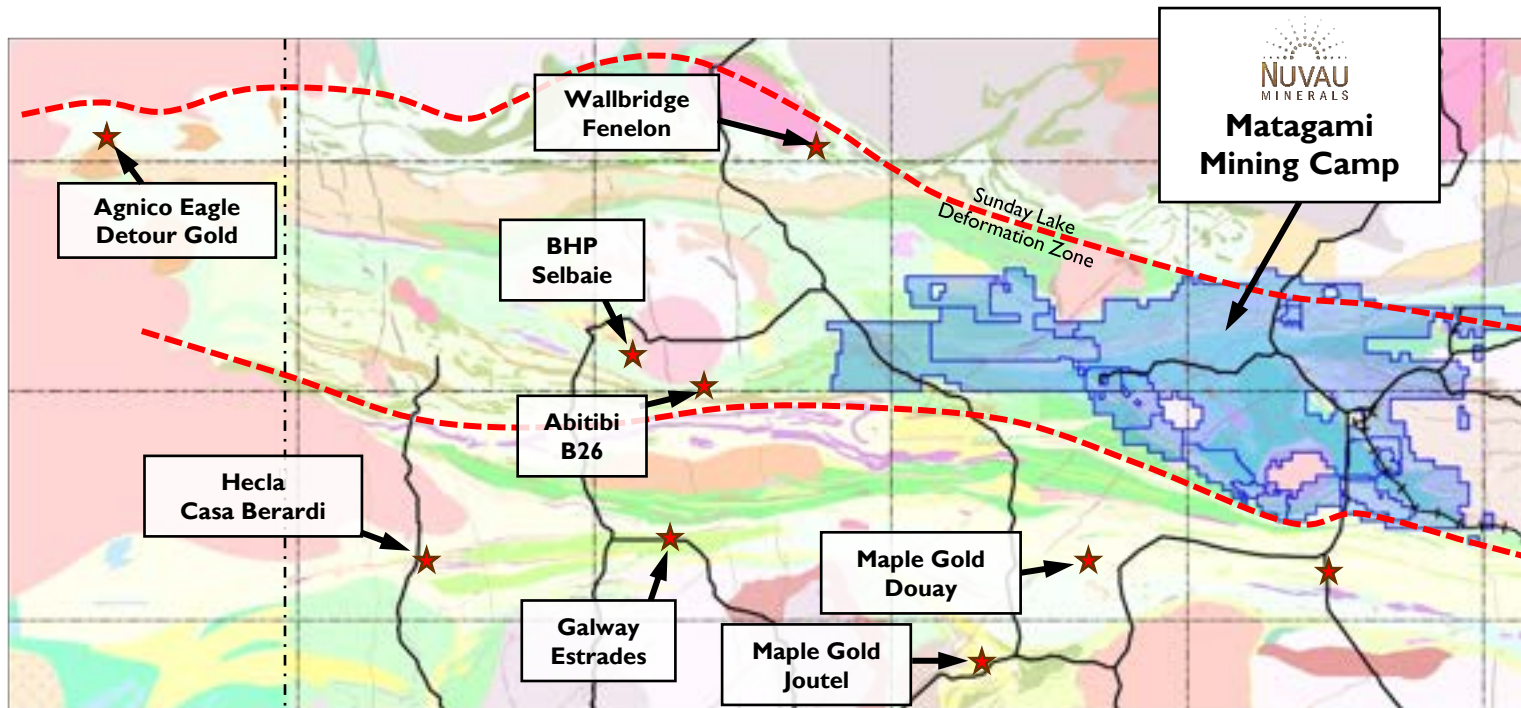 NUVAU
MINERALS
Matagami
Mining Camp
Wallbridge
Fenelon
Agnico Eagle
Detour Gold
Sunday Lake
Deformation Zone
BHP
Selbaie
Abitibi
B26
Hecla
Casa Berardi
Maple Gold
Douay
Galway
Estrades
Maple Gold
Joutel